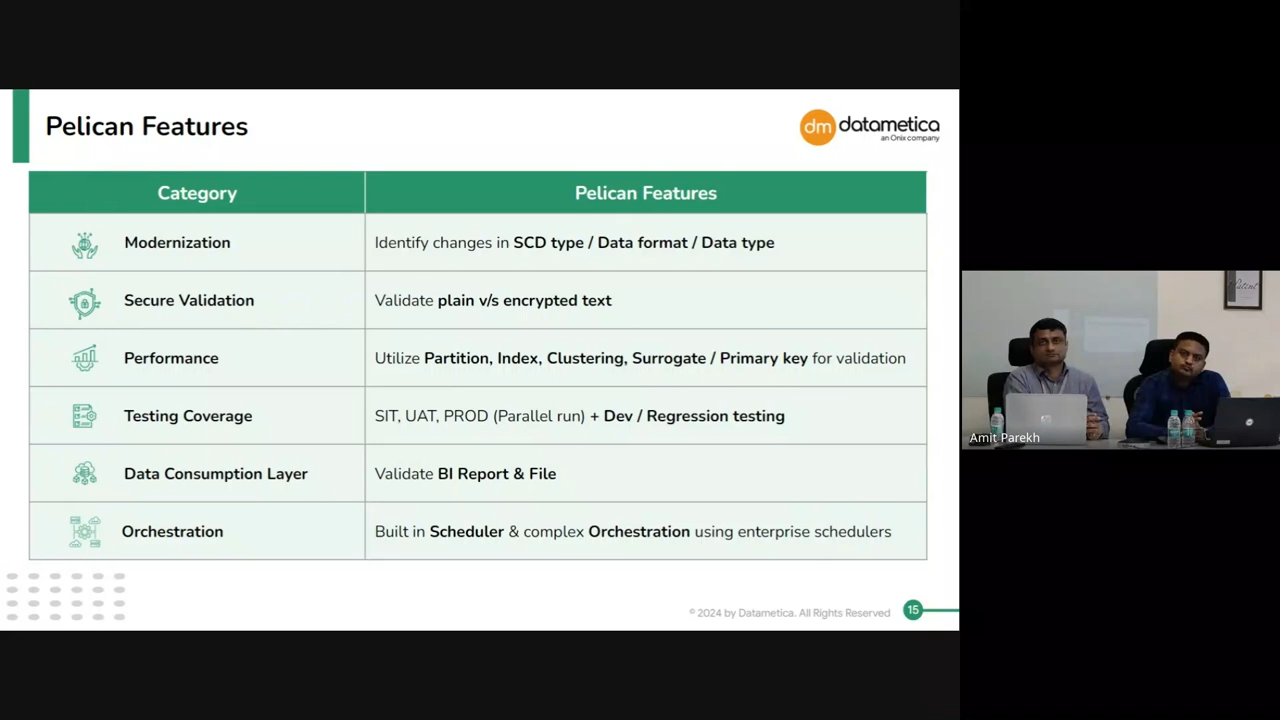 Pelican Features
dm datametica
an Onix company
Category Pelican Features
Modernization Identify changes in SCD type / Data format / Data type
Secure Validation Validate plain v/s encrypted text
Performance Utilize Partition, Index, Clustering, Surrogate / Primary key for validation
Testing Coverage SIT, UAT, PROD (Parallel run) + Dev / Regression testing
Data Consumption Layer Validate BI Report & File
Orchestration Built in Scheduler & complex Orchestration using enterprise schedulers
© 2024 by Datametica. All Rights Reserved 15
Amit Parekh